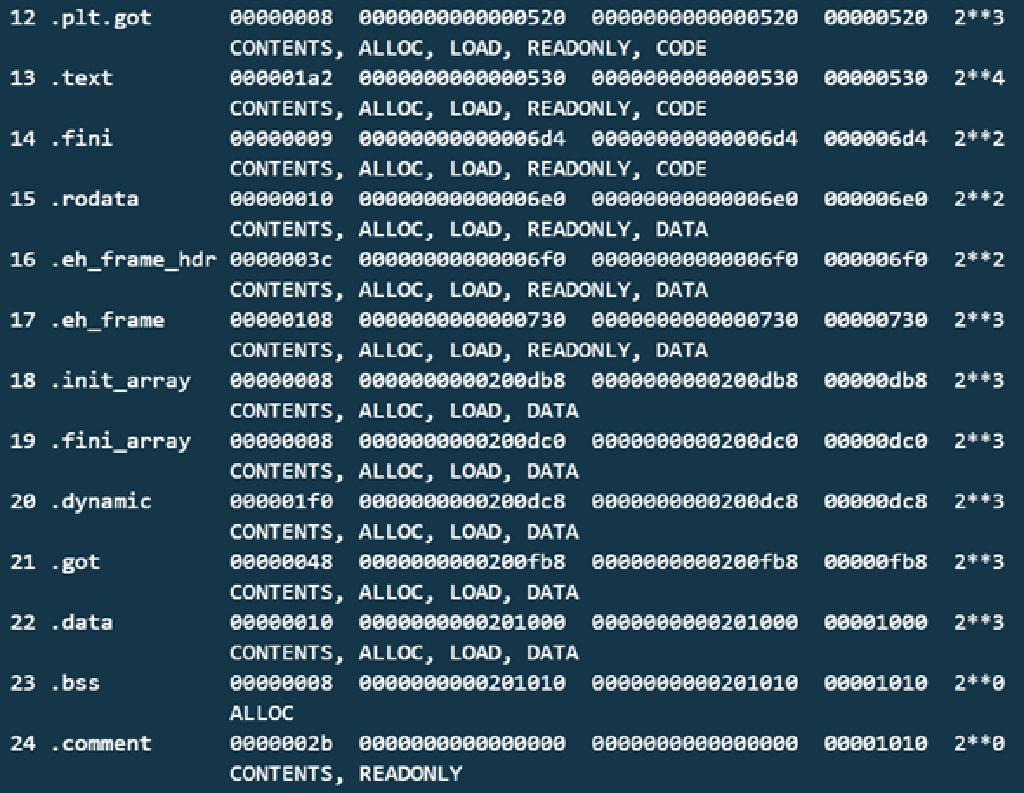 12 .plt.got 00000008 0000000000000520 0000000000000520 00000520 2**3
CONTENTS, ALLOC, LOAD, READONLY, CODE
13 .text 000001a2 0000000000000530 0000000000000530 00000530 2**4
CONTENTS, ALLOC, LOAD, READONLY, CODE
14 .fini 00000009 00000000000006d4 00000000000006d4 000006d4 2**2
CONTENTS, ALLOC, LOAD, READONLY, CODE
15 .rodata 00000010 00000000000006e0 00000000000006e0 000006e0 2**2
CONTENTS, ALLOC, LOAD, READONLY, DATA
16 .eh_frame_hdr 0000003c 00000000000006f0 00000000000006f0 000006f0 2**2
CONTENTS, ALLOC, LOAD, READONLY, DATA
17 .eh_frame 00000108 0000000000000730 0000000000000730 00000730 2**3
CONTENTS, ALLOC, LOAD, READONLY, DATA
18 .init_array 00000008 0000000000200db8 0000000000200db8 00000db8 2**3
CONTENTS, ALLOC, LOAD, DATA
19 .fini_array 00000008 0000000000200dc0 0000000000200dc0 00000dc0 2**3
CONTENTS, ALLOC, LOAD, DATA
20 .dynamic 000001f0 0000000000200dc8 0000000000200dc8 00000dc8 2**3
CONTENTS, ALLOC, LOAD, DATA
21 .got 00000048 0000000000200fb8 0000000000200fb8 00000fb8 2**3
CONTENTS, ALLOC, LOAD, DATA
22 .data 00000010 0000000000201000 0000000000201000 00001000 2**3
CONTENTS, ALLOC, LOAD, DATA
23 .bss 00000008 0000000000201010 0000000000201010 00001010 2**0
ALLOC
24 .comment 0000002b 0000000000000000 0000000000000000 00001010 2**0
CONTENTS, READONLY